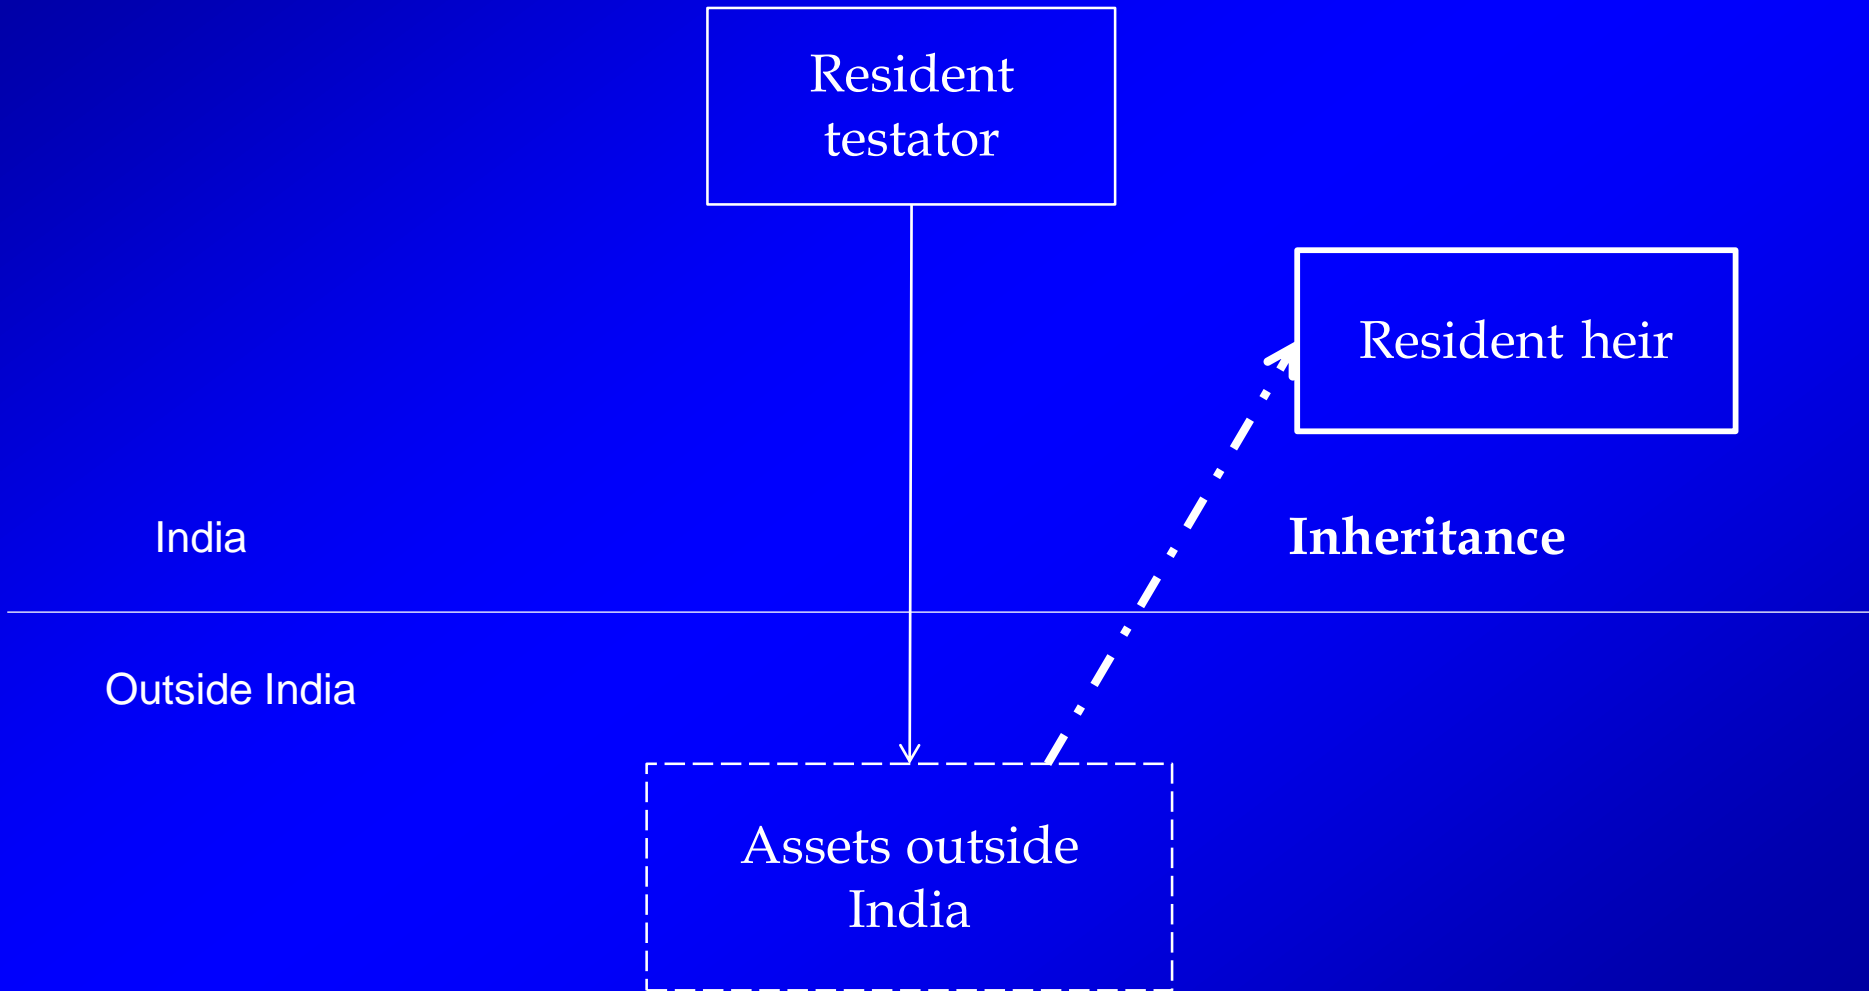 Resident
testator
Resident heir
India
Inheritance
Outside India
Assets outside
India